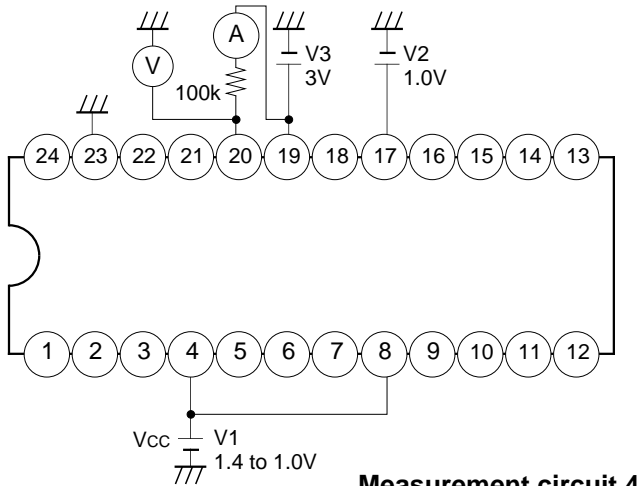 A
V
V3
3V
V2
1.0V
100k
24 23 22 21 20 19 18 17 16 15 14 13
1 2 3 4 5 6 7 8 9 10 11 12
VCC V1
1.4 to 1.0V
Measurement circuit 4